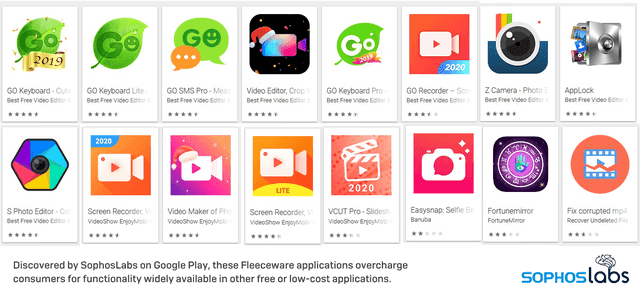 GO
2019
GO
GO
GO
2019
2020
GO Keyboard - Cute
Best Free Video Editor &
GO Keyboard Lite -
Best Free Video Editor
GO SMS Pro - Mess
Best Free Video Editor
Video Editor, Crop V
Best Free Video Editor
GO Keyboard Pro -
Best Free Video Editor
GO Recorder – Scre
Best Free Video Editor
Z Camera - Photo E
Best Free Video Editor
AppLock
Best Free Video Editor
2020
LITE
2020
S Photo Editor - Co
Best Free Video Editor
Screen Recorder, V
VideoShow EnjoyMob
Video Maker of Pho
VideoShow EnjoyMob
Screen Recorder, V
VideoShow EnjoyMob
VCUT Pro - Slidesh
VideoShow EnjoyMob
Easysnap: Selfie Be
Banuba
Fortunemirror
FortuneMirror
Fix corrupted mp4
Recover Undeleted Fil
Discovered by SophosLabs on Google Play, these Fleeceware applications overcharge
consumers for functionality widely available in other free or low-cost applications.
SOPHOSlabs